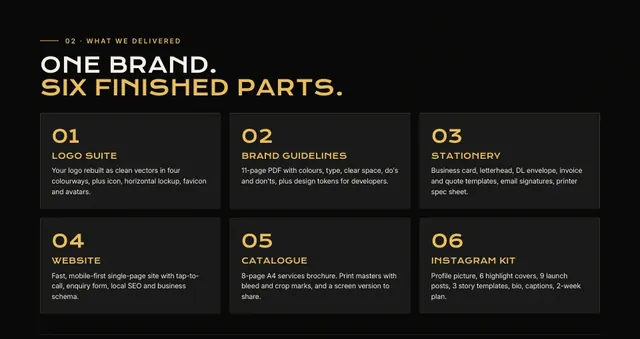 02 · WHAT WE DELIVERED
ONE BRAND.
SIX FINISHED PARTS.
01
LOGO SUITE
Your logo rebuilt as clean vectors in four
colourways, plus icon, horizontal lockup, favicon
and avatars.
02
BRAND GUIDELINES
11-page PDF with colours, type, clear space, do's
and don'ts, plus design tokens for developers.
03
STATIONERY
Business card, letterhead, DL envelope, invoice
and quote templates, email signatures, printer
spec sheet.
04
WEBSITE
Fast, mobile-first single-page site with tap-to-
call, enquiry form, local SEO and business
schema.
05
CATALOGUE
8-page A4 services brochure. Print masters with
bleed and crop marks, and a screen version to
share.
06
INSTAGRAM KIT
Profile picture, 6 highlight covers, 9 launch
posts, 3 story templates, bio, captions, 2-week
plan.